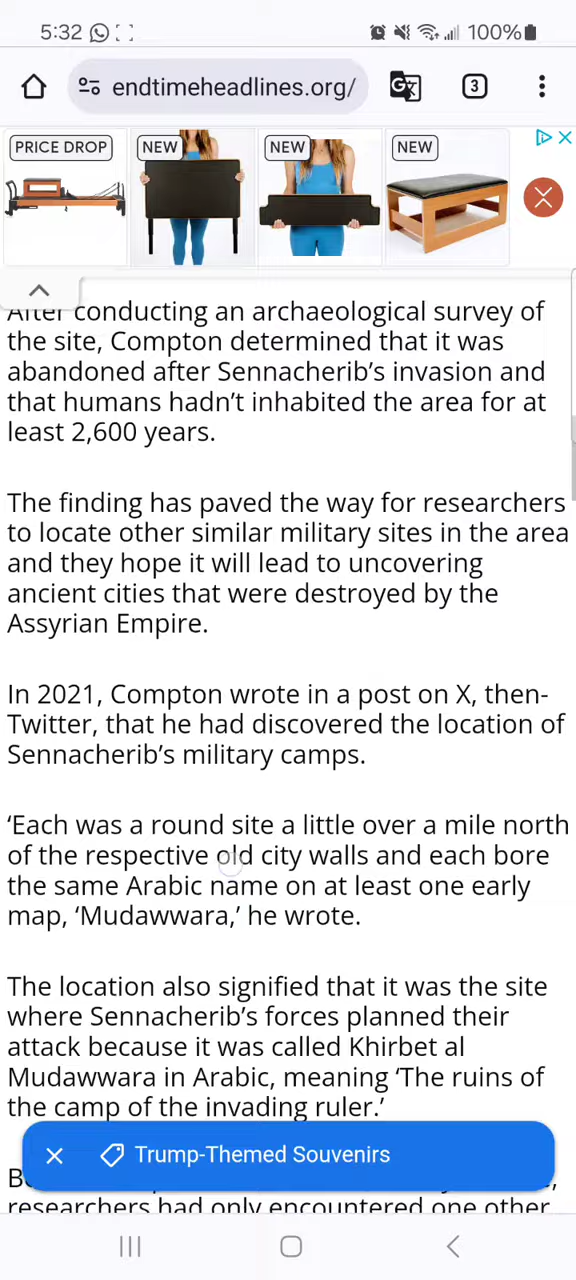 5:32
100%
endtimeheadlines.org/
3
PRICE DROP
NEW
NEW
NEW
After conducting an archaeological survey of
the site, Compton determined that it was
abandoned after Sennacherib’s invasion and
that humans hadn’t inhabited the area for at
least 2,600 years.
The finding has paved the way for researchers
to locate other similar military sites in the area
and they hope it will lead to uncovering
ancient cities that were destroyed by the
Assyrian Empire.
In 2021, Compton wrote in a post on X, then-
Twitter, that he had discovered the location of
Sennacherib’s military camps.
‘Each was a round site a little over a mile north
of the respective old city walls and each bore
the same Arabic name on at least one early
map, ‘Mudawwara,’ he wrote.
The location also signified that it was the site
where Sennacherib’s forces planned their
attack because it was called Khirbet al
Mudawwara in Arabic, meaning ‘The ruins of
the camp of the invading ruler.’
Trump-Themed Souvenirs
researchers had only encountered one other